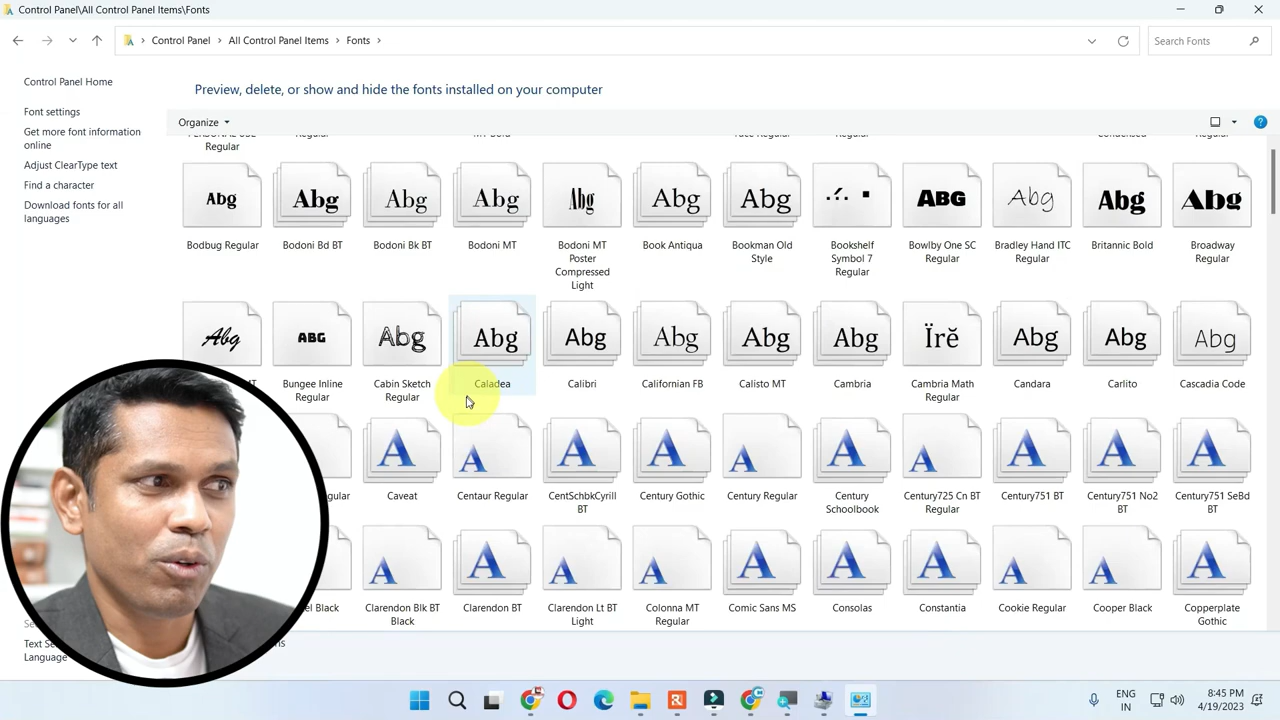 Control Panel\All Control Panel Items\Fonts
Control Panel > All Control Panel Items > Fonts >
Search Fonts
Control Panel Home
Font settings
Get more font information
online
Adjust ClearType text
Find a character
Download fonts for all
languages
Preview, delete, or show and hide the fonts installed on your computer
Organize
Regular
Abg Abg Abg Abg Abg Abg Abg ABG Abg Abg Abg
Bodbug Regular
Bodoni Bd BT
Bodoni Bk BT
Bodoni MT
Bodoni MT
Poster
Compressed
Light
Book Antiqua
Bookman Old
Style
Bookshelf
Symbol 7
Regular
Bowlby One SC
Regular
Bradley Hand ITC
Regular
Britannic Bold
Broadway
Regular
Abg ABG Abg Abg Abg Abg Abg Abg Ïrĕ Abg Abg Abg
Bungee Inline
Regular
Cabin Sketch
Regular
Caladea
Calibri
Californian FB
Calisto MT
Cambria
Cambria Math
Regular
Candara
Carlito
Cascadia Code
A A A A A A A A A A
Caveat
Centaur Regular
CentSchbkCyrill
BT
Century Gothic
Century Regular
Century
Schoolbook
Century725 Cn BT
Regular
Century751 BT
Century751 No2
BT
Century751 SeBd
BT
A A A A A A A A A A
Black
Clarendon Blk BT
Black
Clarendon BT
Clarendon Lt BT
Light
Colonna MT
Regular
Comic Sans MS
Consolas
Constantia
Cookie Regular
Cooper Black
Copperplate
Gothic
Language
ENG
IN
8:45 PM
4/19/2023